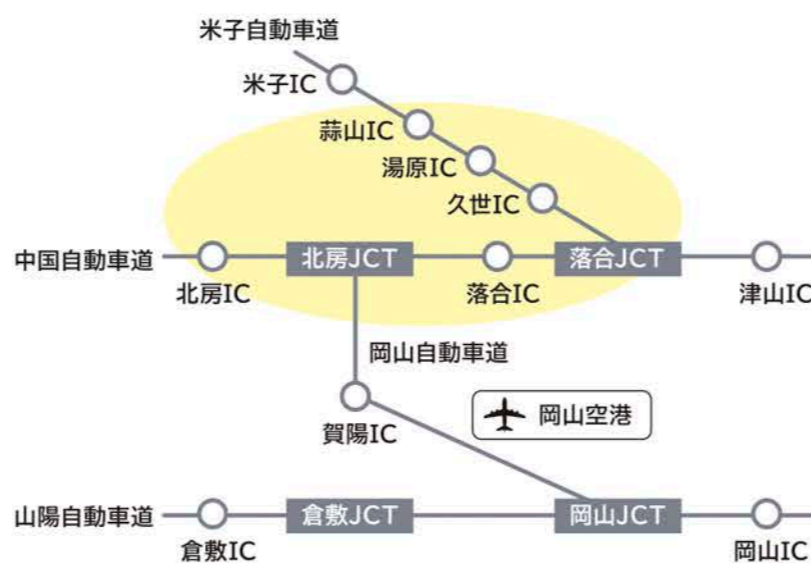 米子自動車道
米子IC
蒜山IC
湯原IC
久世IC
中国自動車道
北房JCT
落合JCT
北房IC
落合IC
津山IC
岡山自動車道
岡山空港
賀陽IC
山陽自動車道
倉敷JCT
岡山JCT
倉敷IC
岡山IC